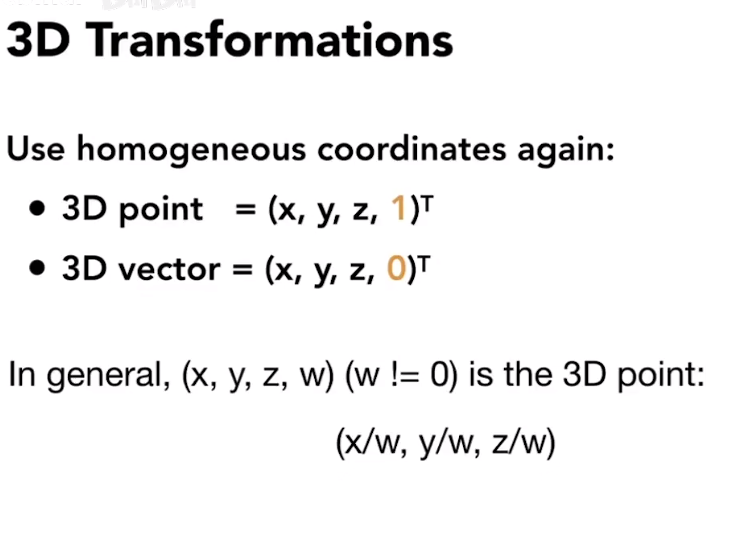 3D Transformations
Use homogeneous coordinates again:
• 3D point = (x, y, z, 1)ᵀ
• 3D vector = (x, y, z, 0)ᵀ
In general, (x, y, z, w) (w != 0) is the 3D point:
(x/w, y/w, z/w)